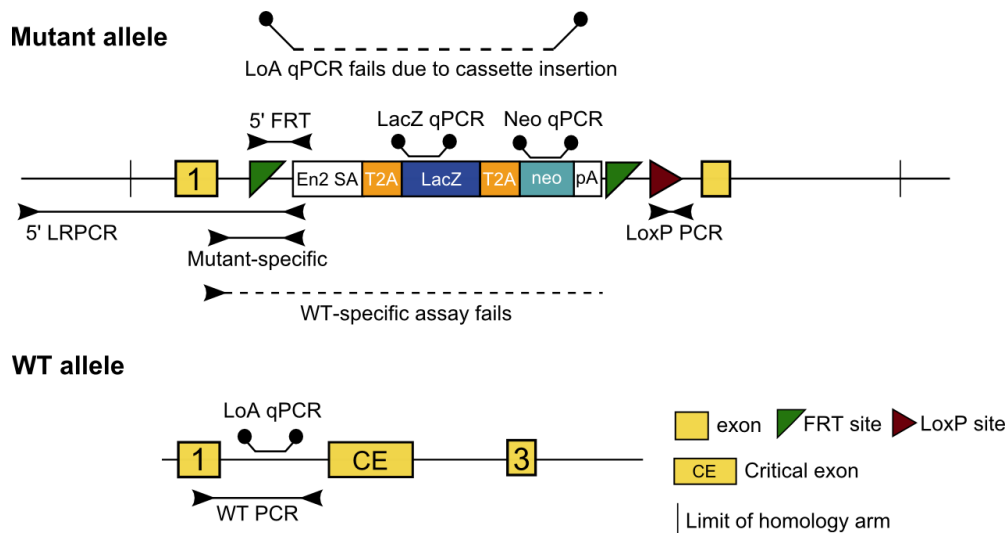 Mutant allele
LoA qPCR fails due to cassette insertion
5' FRT
LacZ qPCR
Neo qPCR
1
En2 SA
T2A
LacZ
T2A
neo
pA
5' LRPCR
LoxP PCR
Mutant-specific
WT-specific assay fails
WT allele
LoA qPCR
1
CE
3
WT PCR
exon
FRT site
LoxP site
CE
Critical exon
Limit of homology arm